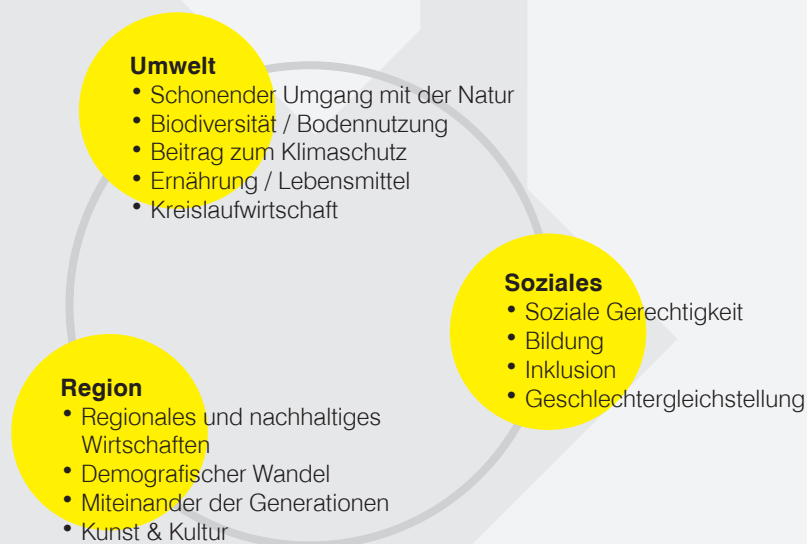 Umwelt
• Schonender Umgang mit der Natur
• Biodiversität / Bodennutzung
• Beitrag zum Klimaschutz
• Ernährung / Lebensmittel
• Kreislaufwirtschaft
Soziales
• Soziale Gerechtigkeit
• Bildung
• Inklusion
• Geschlechtergleichstellung
Region
• Regionales und nachhaltiges
Wirtschaften
• Demografischer Wandel
• Miteinander der Generationen
• Kunst & Kultur